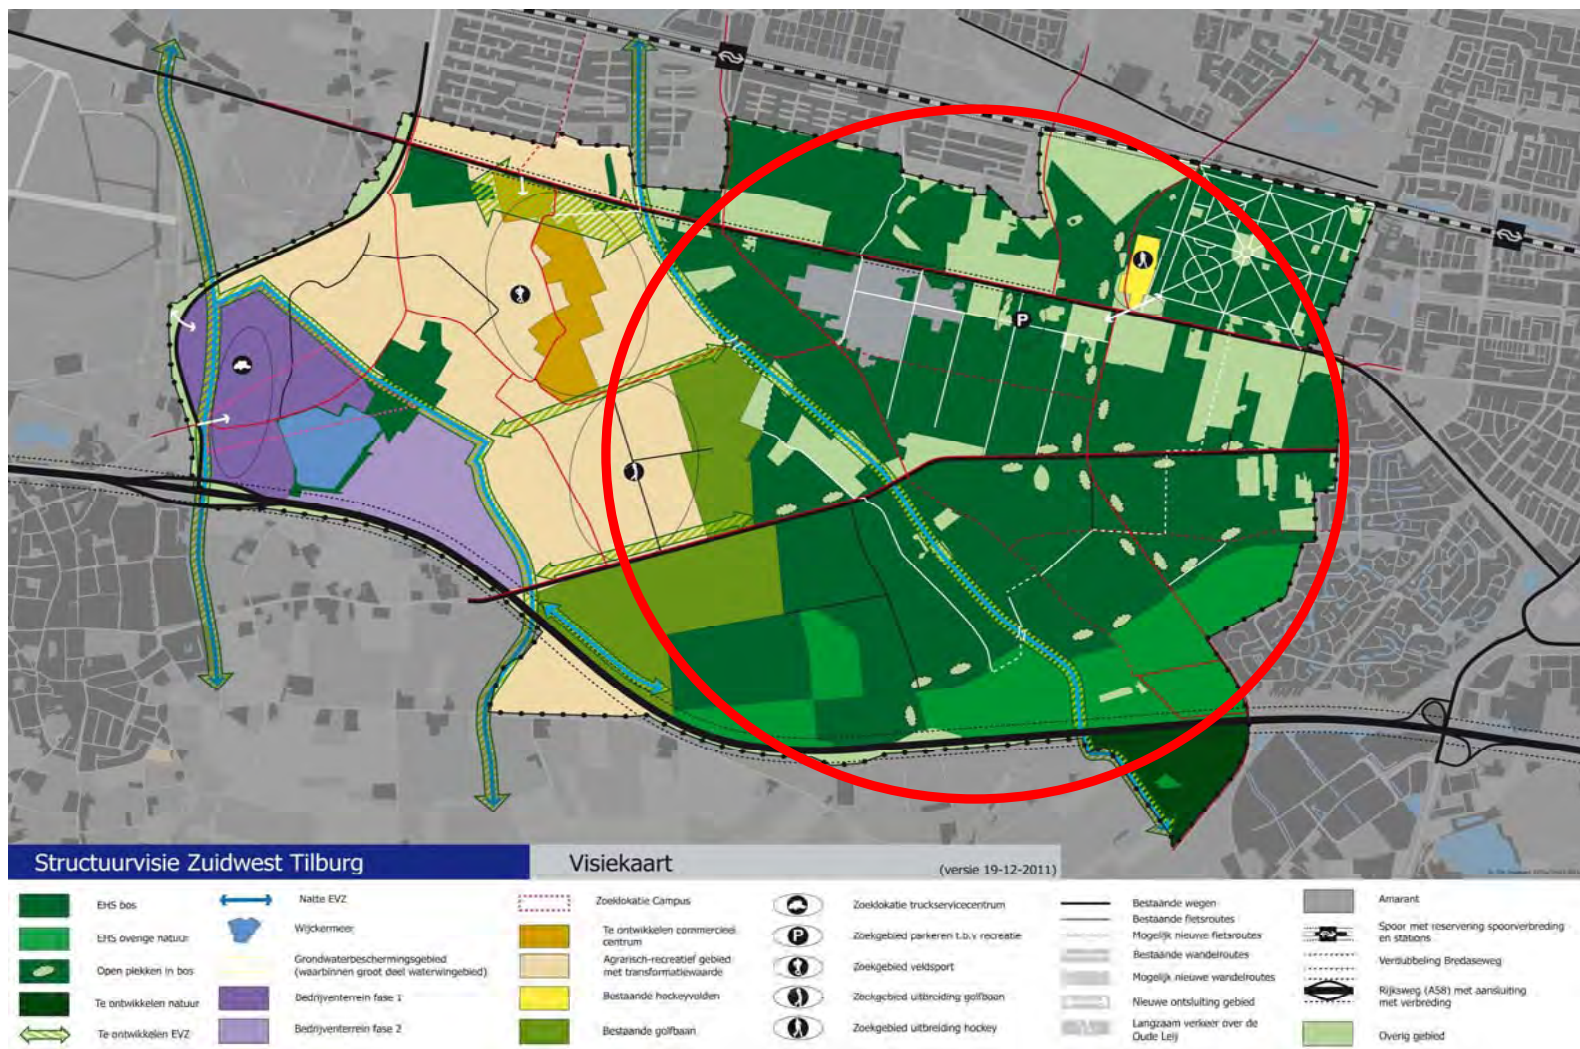 P
Structuurvisie Zuidwest Tilburg
Visiekaart
(versie 19-12-2011)
EHS bos
EHS overige natuur
Open plekken in bos
Te ontwikkelen natuur
Te ontwikkelen EVZ
Natte EVZ
Wijckermeer
Grondwaterbeschermingsgebied
(waarbinnen groot deel waterwingebied)
Bedrijventerrein fase 1
Bedrijventerrein fase 2
Zoeklokatie Campus
Te ontwikkelen commercieel
centrum
Agrarisch-recreatief gebied
met transformatiewaarde
Bestaande hockeyvelden
Bestaande golfbaan
Zoeklokatie truckservicecentrum
P
Zoekgebied parkeren t.b.v recreatie
Zoekgebied veldsport
Zoekgebied uitbreiding golfbaan
Zoekgebied uitbreiding hockey
Bestaande wegen
Bestaande fietsroutes
Mogelijk nieuwe fietsroutes
Bestaande wandelroutes
Mogelijk nieuwe wandelroutes
Nieuwe ontsluiting gebied
Langzaam verkeer over de
Oude Leij
Amarant
Spoor met reservering spoorverbreding
en stations
Verdubbeling Bredaseweg
Rijksweg (A58) met aansluiting
met verbreding
Overig gebied